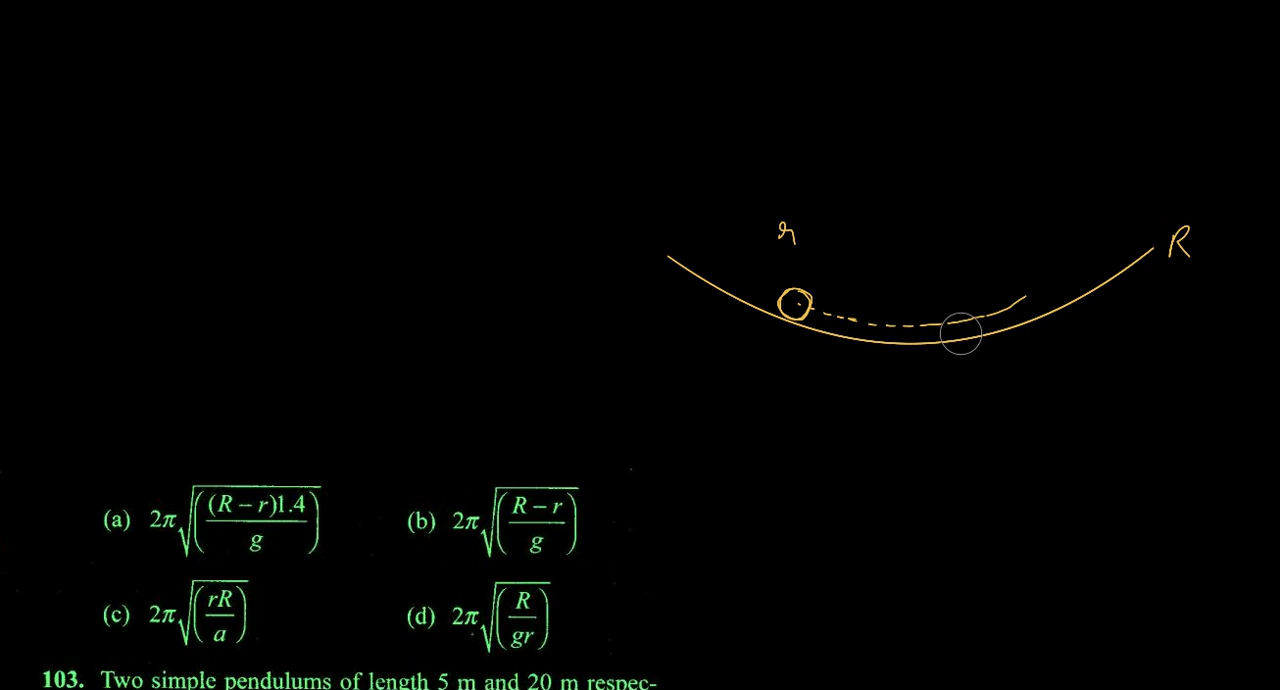 r
R
(a) 2π√((R – r)1.4/g) (b) 2π√((R – r)/g)
(c) 2π√(rR/a) (d) 2π√(R/gr)
103. Two simple pendulums of length 5 m and 20 m respec-